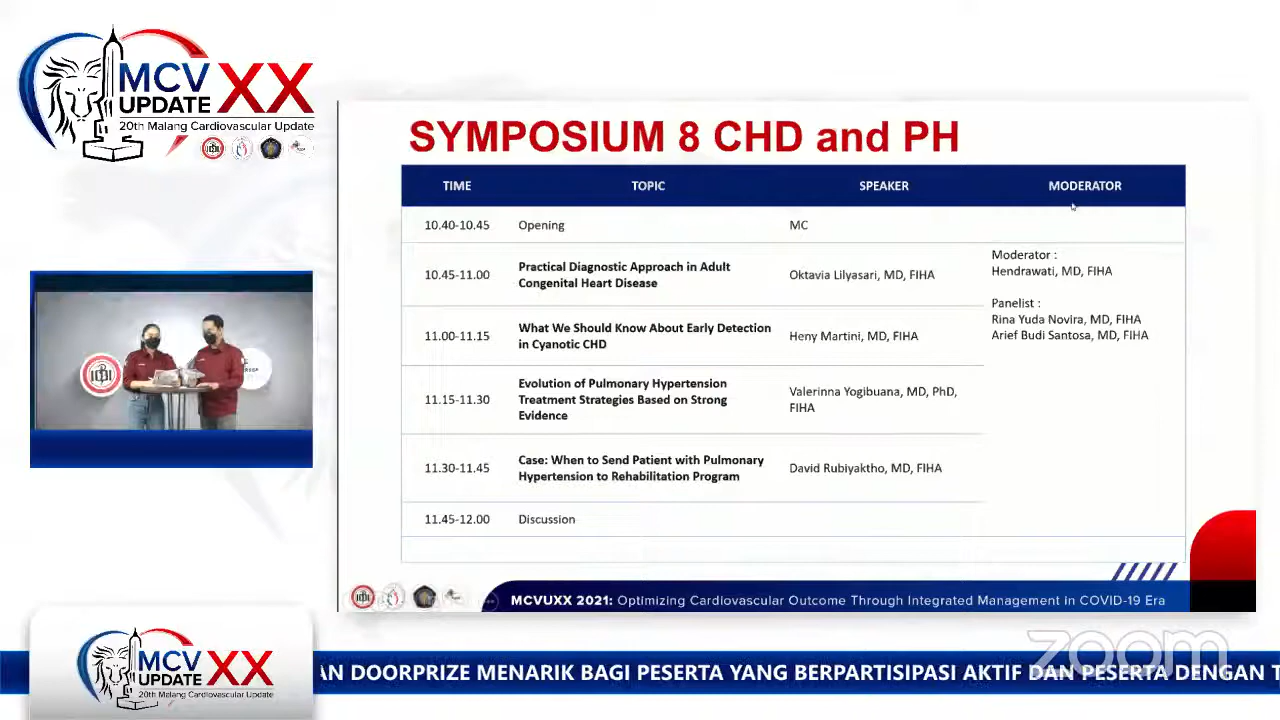 MCV XX
UPDATE
20th Malang Cardiovascular Update
SYMPOSIUM 8 CHD and PH
TIME TOPIC SPEAKER MODERATOR
10.40-10.45 Opening MC
10.45-11.00 Practical Diagnostic Approach in Adult
Congenital Heart Disease
Oktavia Lilyasari, MD, FIHA
Moderator :
Hendrawati, MD, FIHA
Panelist :
Rina Yuda Novira, MD, FIHA
Arief Budi Santosa, MD, FIHA
11.00-11.15 What We Should Know About Early Detection
in Cyanotic CHD
Heny Martini, MD, FIHA
11.15-11.30 Evolution of Pulmonary Hypertension
Treatment Strategies Based on Strong
Evidence
Valerinna Yogibuana, MD, PhD,
FIHA
11.30-11.45 Case: When to Send Patient with Pulmonary
Hypertension to Rehabilitation Program
David Rubiyaktho, MD, FIHA
11.45-12.00 Discussion
MCVUXX 2021: Optimizing Cardiovascular Outcome Through Integrated Management in COVID-19 Era
zoom
MCV XX
UPDATE
20th Malang Cardiovascular Update
AN DOORPRIZE MENARIK BAGI PESERTA YANG BERPARTISIPASI AKTIF DAN PESERTA DENGAN T